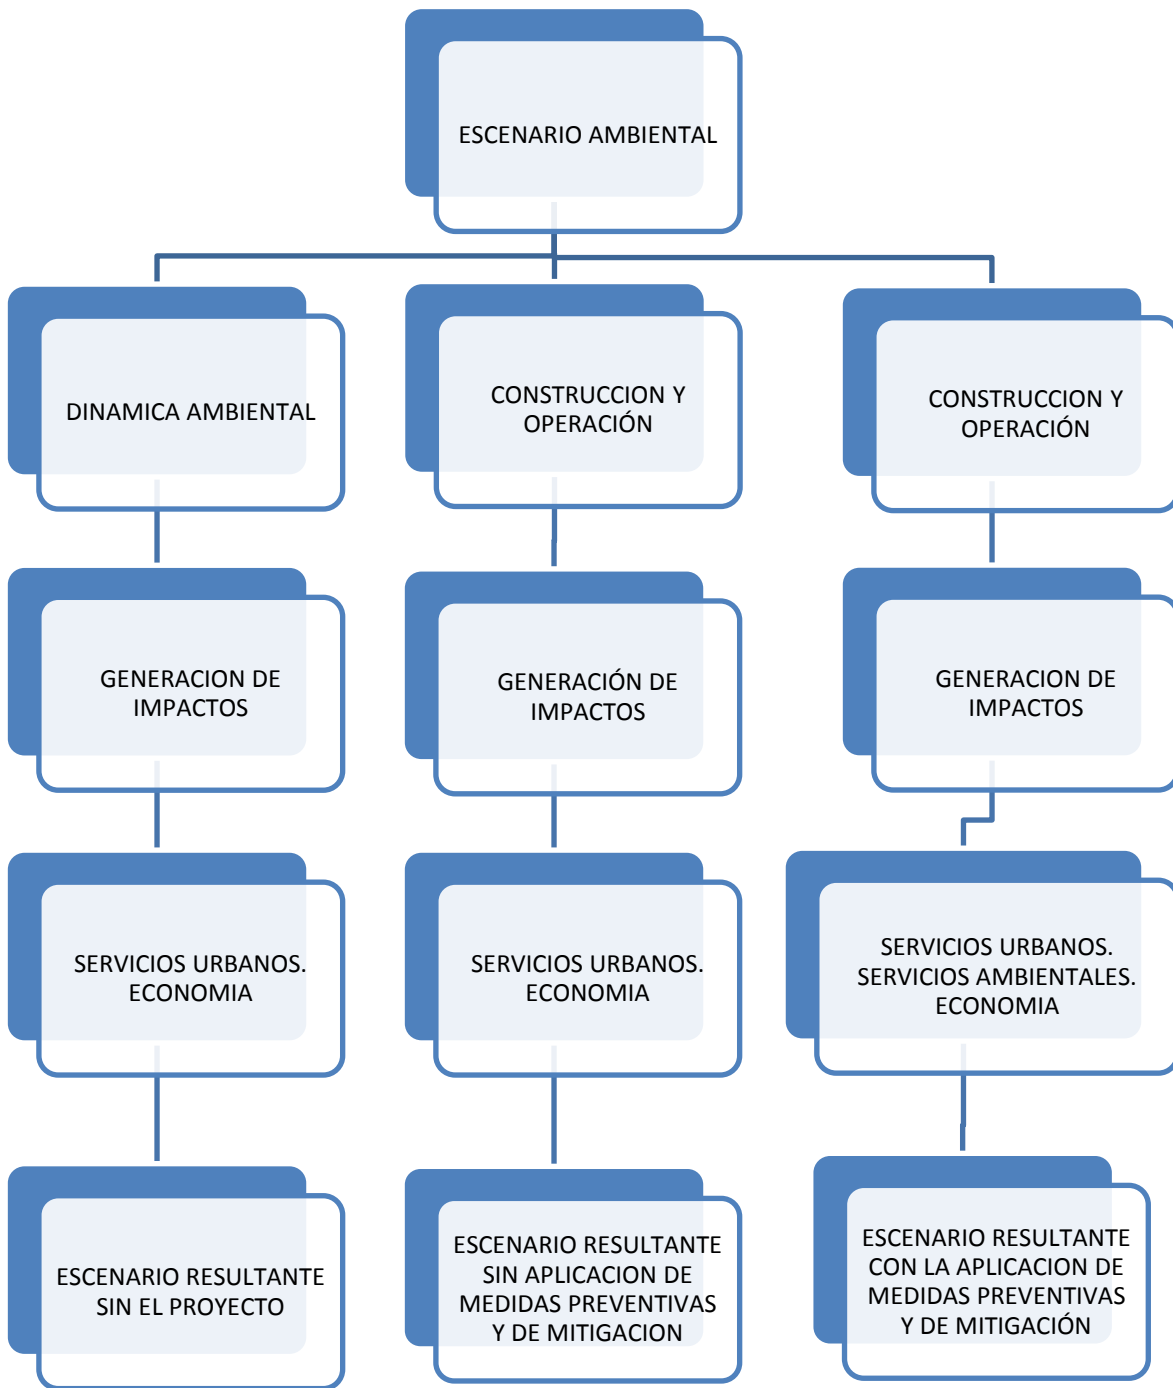 ESCENARIO AMBIENTAL
DINAMICA AMBIENTAL
CONSTRUCCION Y
OPERACIÓN
CONSTRUCCION Y
OPERACIÓN
GENERACION DE
IMPACTOS
GENERACIÓN DE
IMPACTOS
GENERACION DE
IMPACTOS
SERVICIOS URBANOS.
ECONOMIA
SERVICIOS URBANOS.
ECONOMIA
SERVICIOS URBANOS.
SERVICIOS AMBIENTALES.
ECONOMIA
ESCENARIO RESULTANTE
SIN EL PROYECTO
ESCENARIO RESULTANTE
SIN APLICACION DE
MEDIDAS PREVENTIVAS
Y DE MITIGACION
ESCENARIO RESULTANTE
CON LA APLICACION DE
MEDIDAS PREVENTIVAS
Y DE MITIGACIÓN